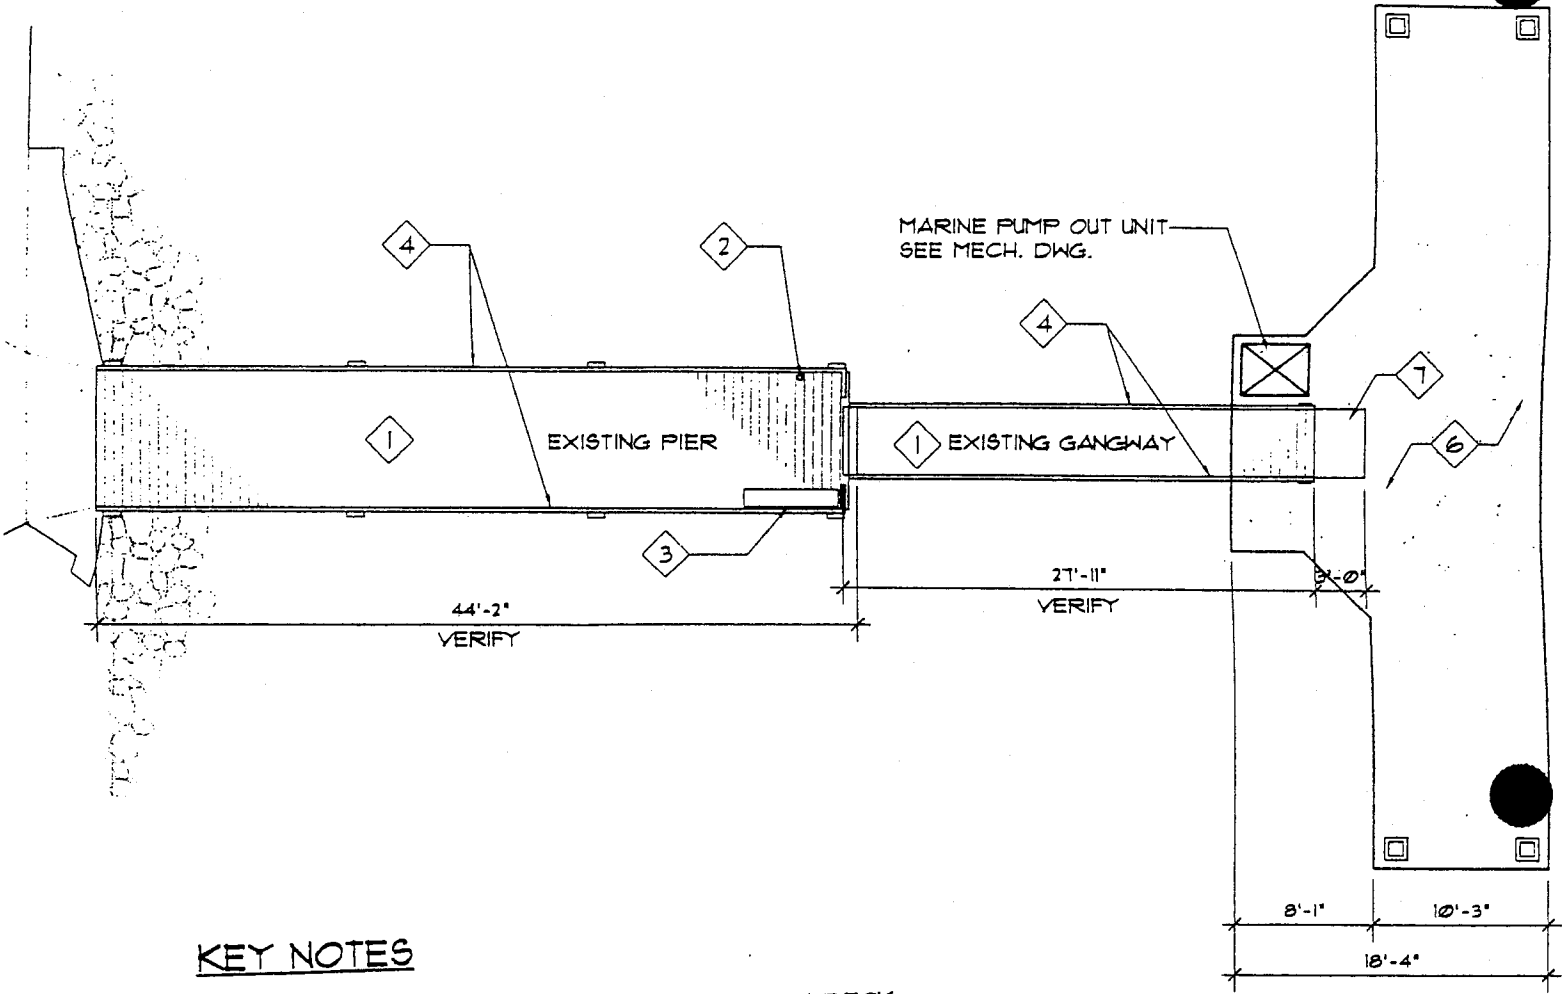 MARINE PUMP OUT UNIT
SEE MECH. DWG.
4
2
4
7
1
EXISTING PIER
1
EXISTING GANGWAY
6
3
27'-11"
VERIFY
44'-2"
VERIFY
8'-1"
10'-3"
18'-4"
KEY NOTES